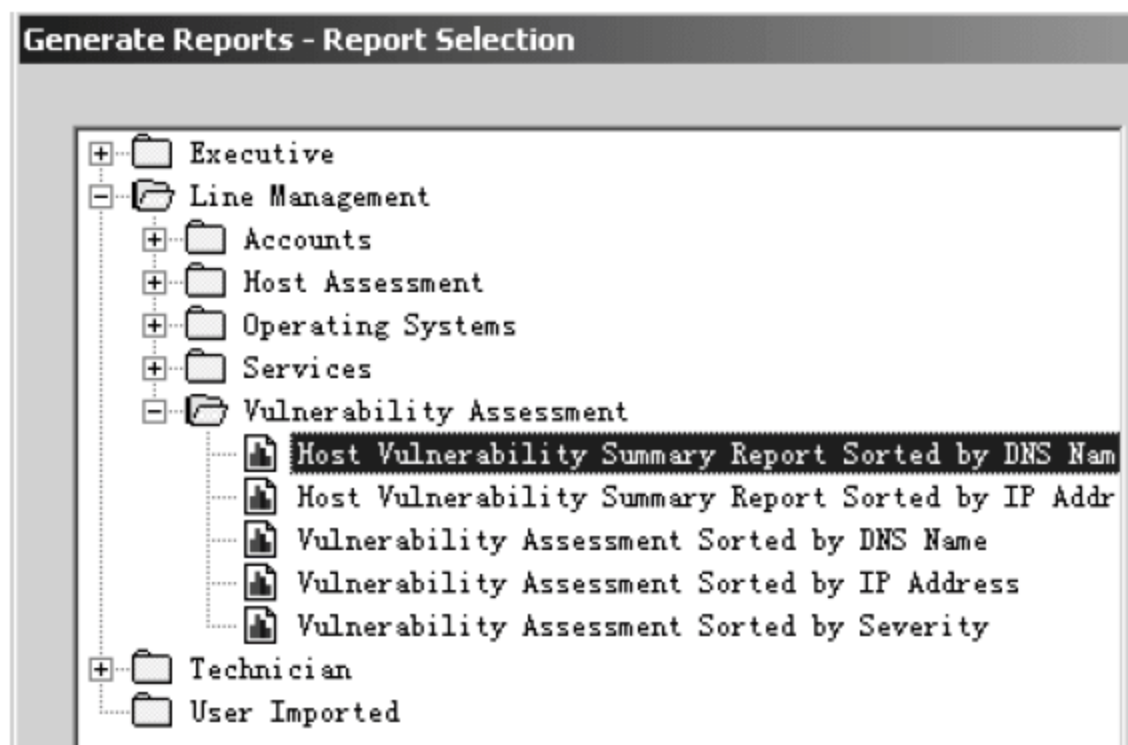 Generate Reports - Report Selection
Executive
Line Management
Accounts
Host Assessment
Operating Systems
Services
Vulnerability Assessment
Host Vulnerability Summary Report Sorted by DNS Nam
Host Vulnerability Summary Report Sorted by IP Addr
Vulnerability Assessment Sorted by DNS Name
Vulnerability Assessment Sorted by IP Address
Vulnerability Assessment Sorted by Severity
Technician
User Imported